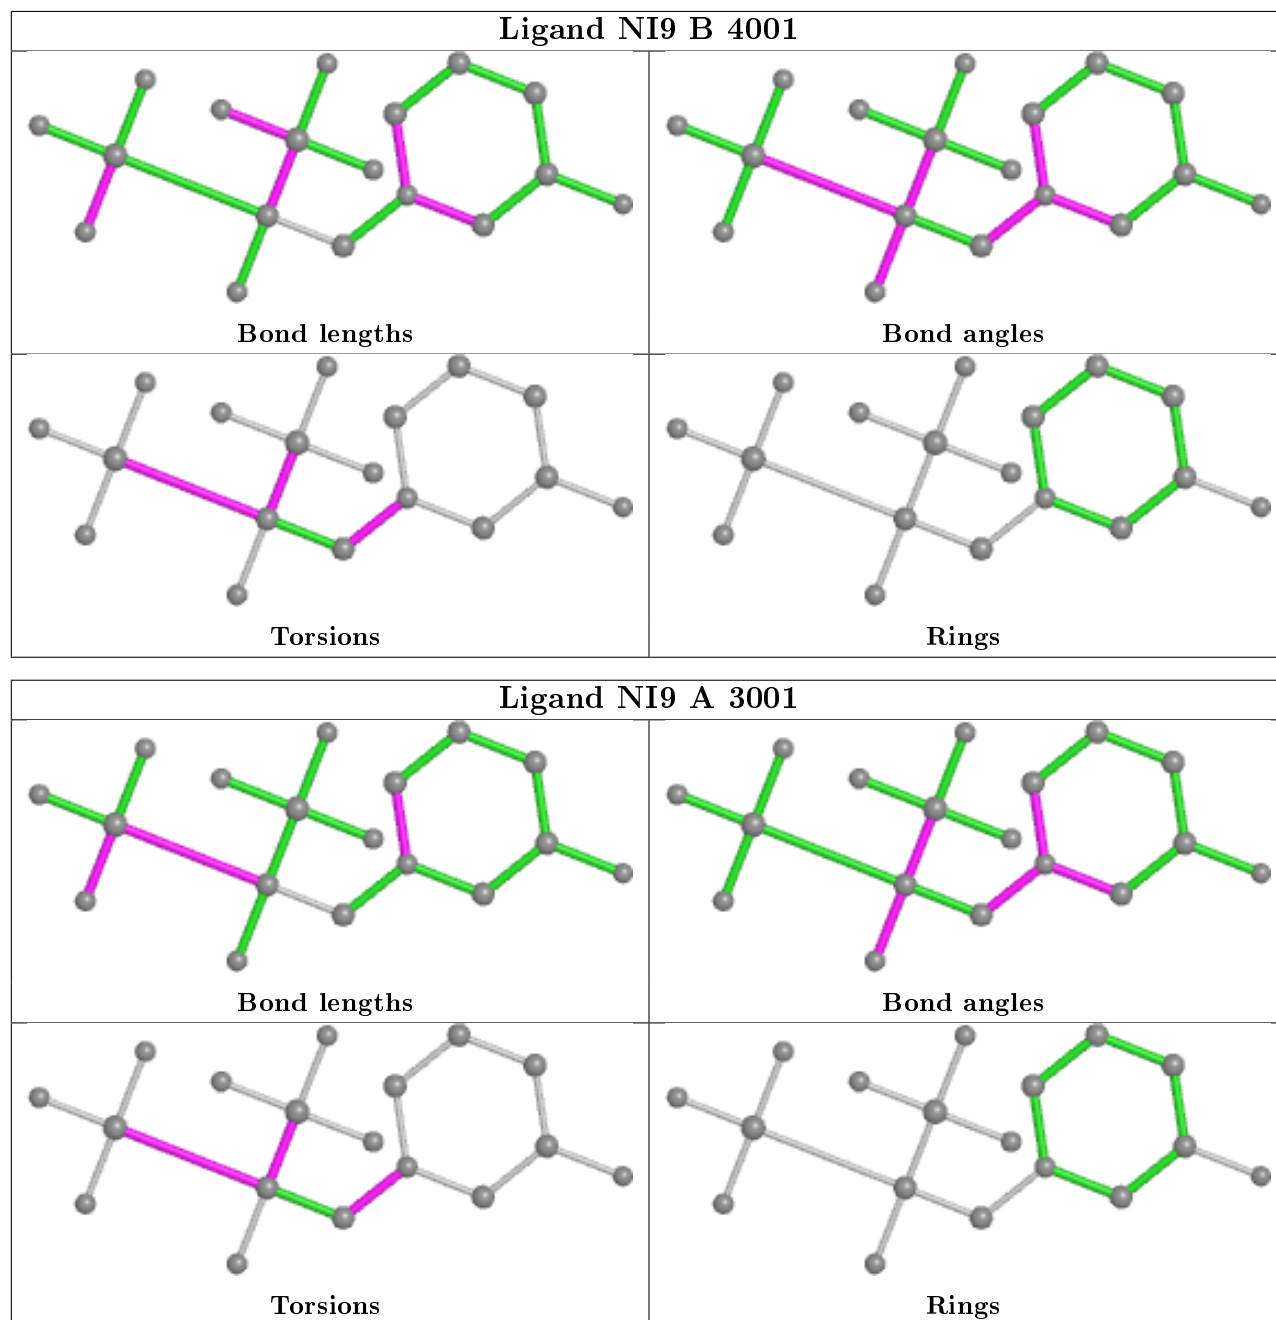 Ligand NI9 B 4001
Bond lengths
Bond angles
Torsions
Rings
Ligand NI9 A 3001
Bond lengths
Bond angles
Torsions
Rings